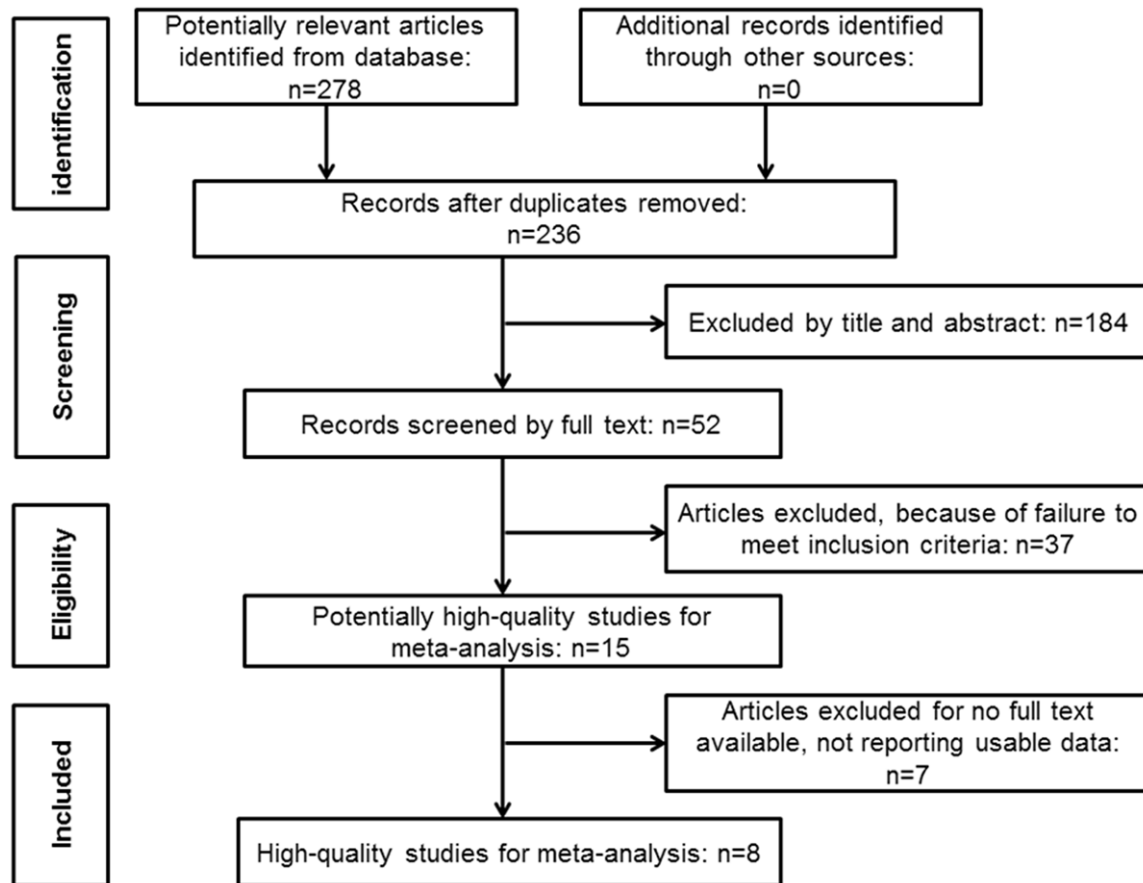 identification
Potentially relevant articles
identified from database:
n=278
Additional records identified
through other sources:
n=0
Records after duplicates removed:
n=236
Screening
Excluded by title and abstract: n=184
Records screened by full text: n=52
Eligibility
Articles excluded, because of failure to
meet inclusion criteria: n=37
Potentially high-quality studies for
meta-analysis: n=15
Included
Articles excluded for no full text
available, not reporting usable data:
n=7
High-quality studies for meta-analysis: n=8